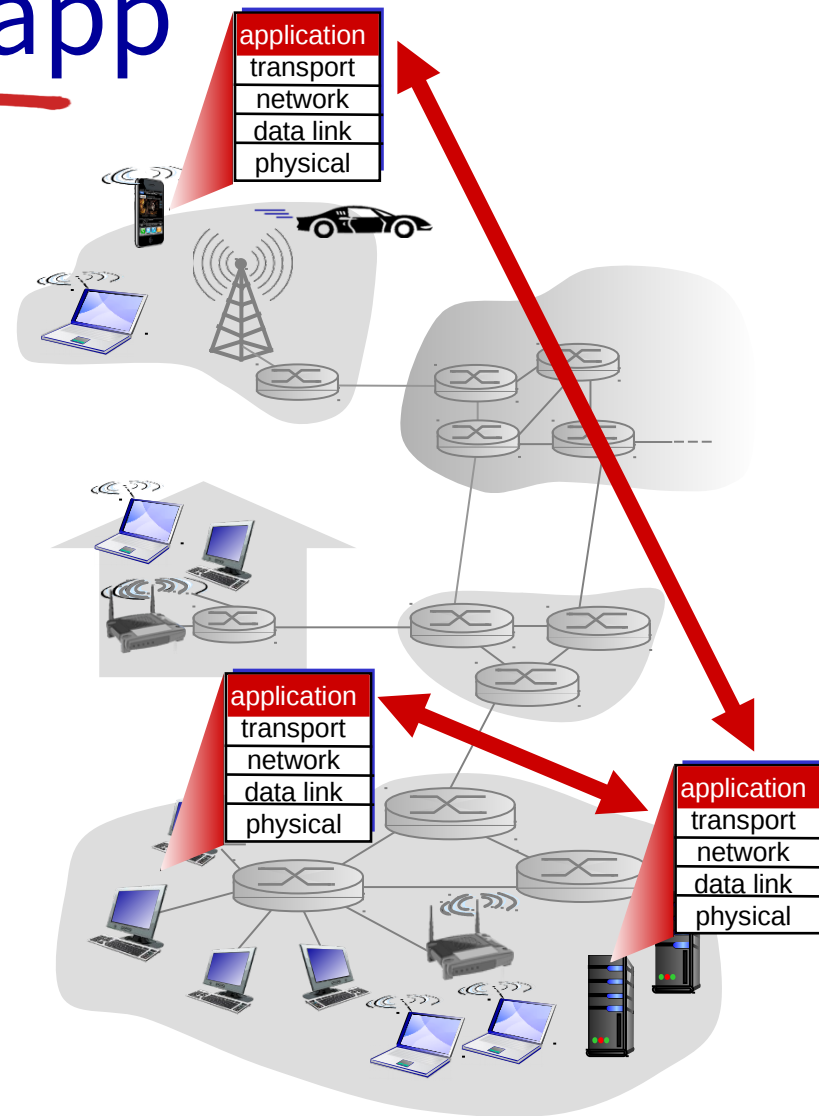 app
application
transport
network
data link
physical
application
transport
network
data link
physical
application
transport
network
data link
physical